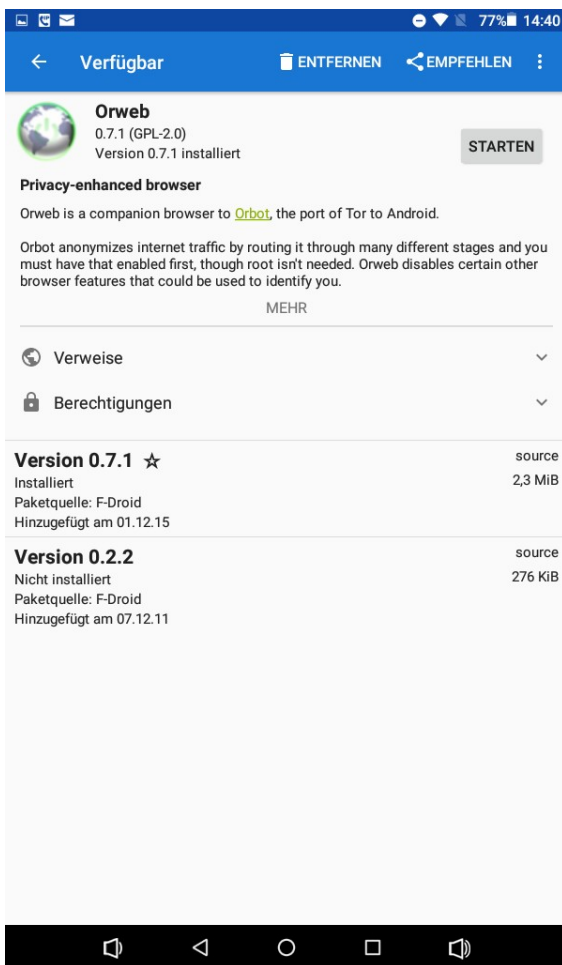 77% 14:40
Verfügbar
ENTFERNEN
EMPFEHLEN
Orweb
0.7.1 (GPL-2.0)
Version 0.7.1 installiert
STARTEN
Privacy-enhanced browser
Orweb is a companion browser to Orbot, the port of Tor to Android.
Orbot anonymizes internet traffic by routing it through many different stages and you
must have that enabled first, though root isn't needed. Orweb disables certain other
browser features that could be used to identify you.
MEHR
Verweise
Berechtigungen
Version 0.7.1 source
Installiert 2,3 MiB
Paketquelle: F-Droid
Hinzugefügt am 01.12.15
Version 0.2.2 source
Nicht installiert 276 KiB
Paketquelle: F-Droid
Hinzugefügt am 07.12.11